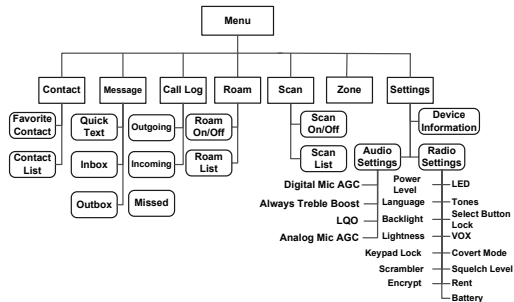 Menu
Contact
Message
Call Log
Roam
Scan
Zone
Settings
Favorite
Contact
Contact
List
Quick
Text
Inbox
Outbox
Outgoing
Incoming
Missed
Roam
On/Off
Roam
List
Scan
On/Off
Scan
List
Device
Information
Audio
Settings
Radio
Settings
Digital Mic AGC
Always Treble Boost
LQO
Analog Mic AGC
Power
Level
Language
Backlight
Lightness
Keypad Lock
Scrambler
Encrypt
LED
Tones
Select Button
Lock
VOX
Covert Mode
Squelch Level
Rent
Battery